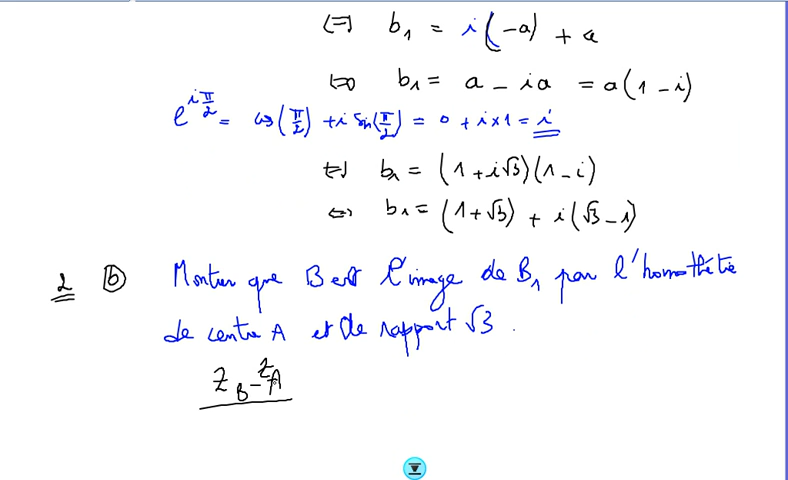 ⇔ b₁ = i(-a) + a
⇔ b₁ = a - ia = a(1-i)
e^{iπ/2} = cos(π/2) + i sin(π/2) = 0 + i×1 = i
⇔ b₁ = (1+i√3)(1-i)
⇔ b₁ = (1+√3) + i(√3-1)
2 ⓑ Montrer que B est l'image de B₁ par l'homothétie
de centre A et de rapport √3.
Z_B - Z_A